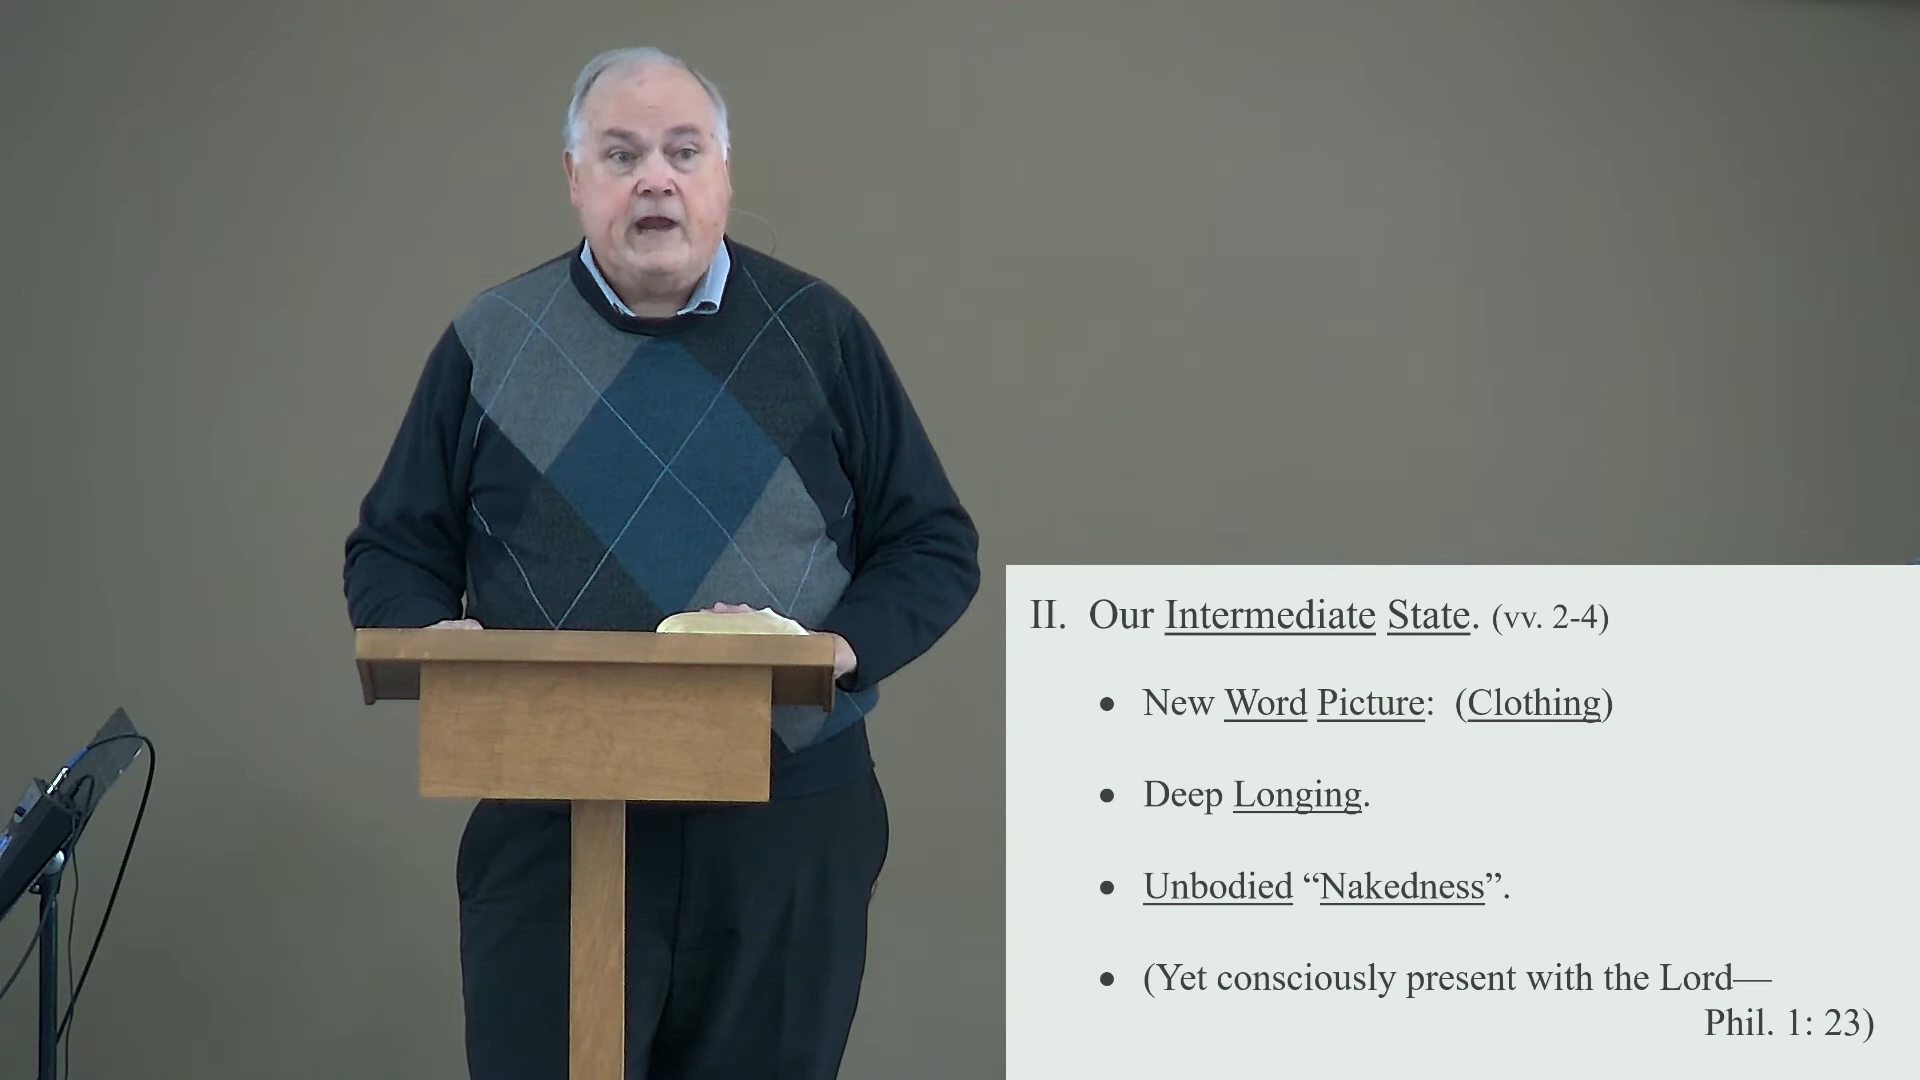 II. Our Intermediate State. (vv. 2-4)
• New Word Picture: (Clothing)
• Deep Longing.
• Unbodied “Nakedness”.
• (Yet consciously present with the Lord—
Phil. 1: 23)